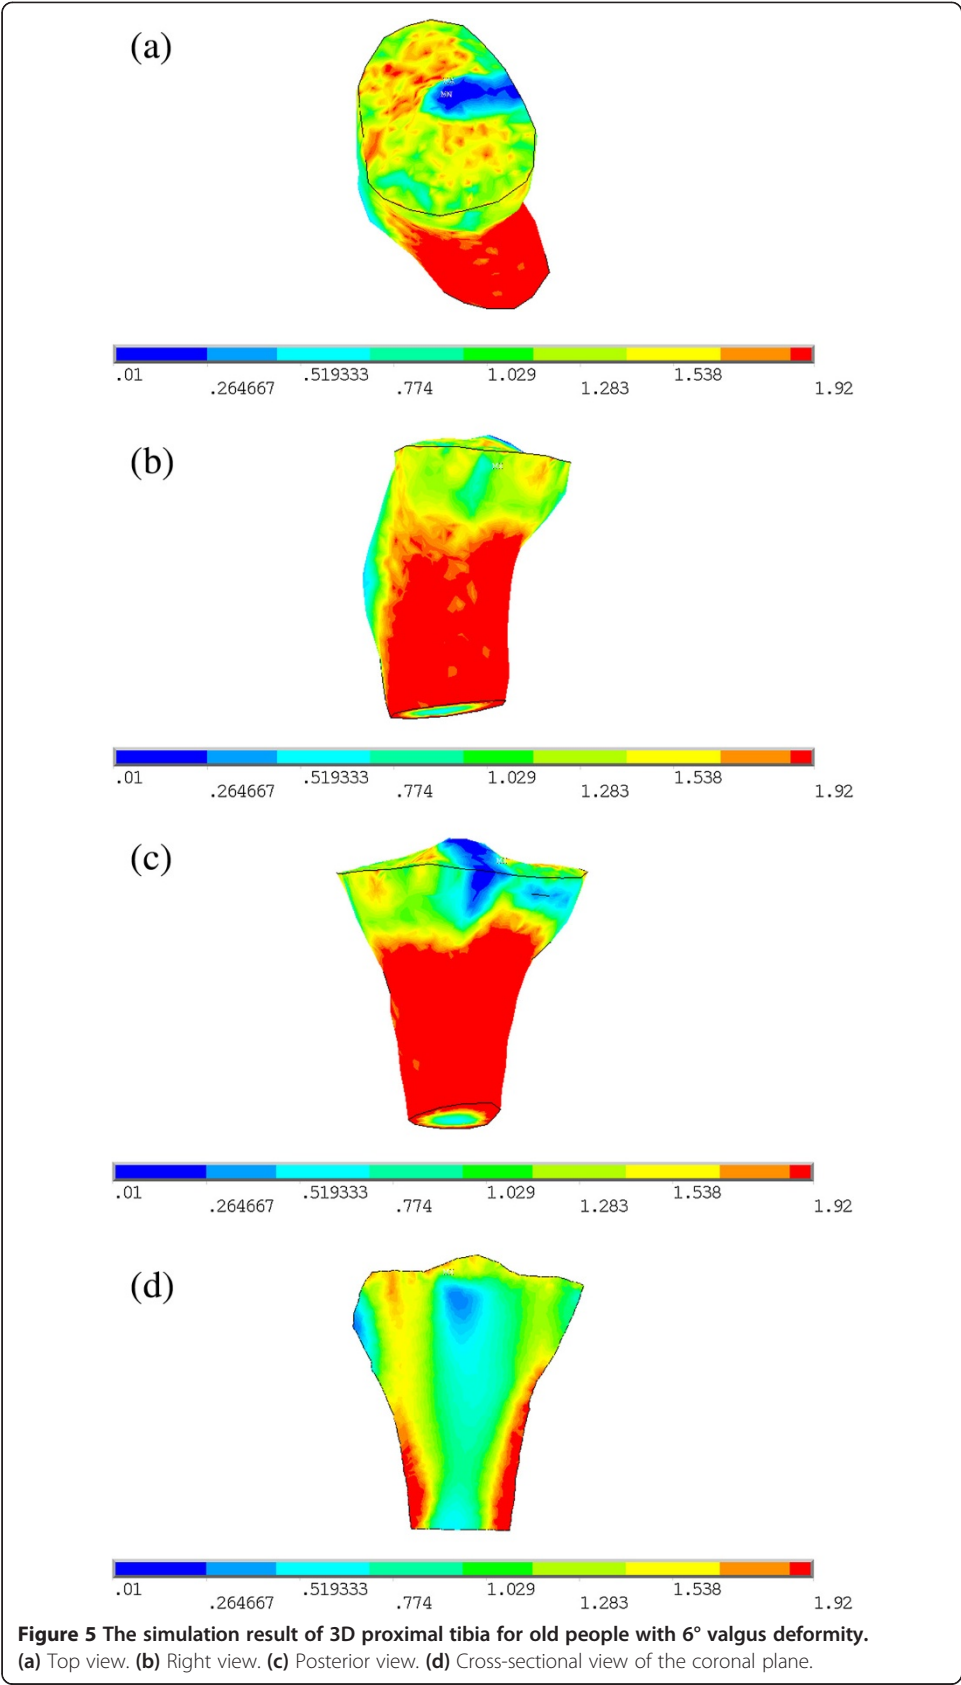 (a)
.01 .519333 1.029 1.538
.264667 .774 1.283 1.92
(b)
.01 .519333 1.029 1.538
.264667 .774 1.283 1.92
(c)
.01 .519333 1.029 1.538
.264667 .774 1.283 1.92
(d)
.01 .519333 1.029 1.538
.264667 .774 1.283 1.92
Figure 5 The simulation result of 3D proximal tibia for old people with 6° valgus deformity.
(a) Top view. (b) Right view. (c) Posterior view. (d) Cross-sectional view of the coronal plane.